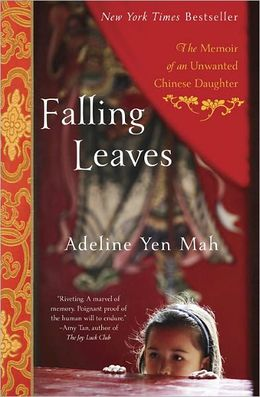 New York Times Bestseller
The Memoir
of an Unwanted
Chinese Daughter
Falling
Leaves
Adeline Yen Mah
"Riveting. A marvel of
memory. Poignant proof of
the human will to endure."
–Amy Tan, author of
The Joy Luck Club